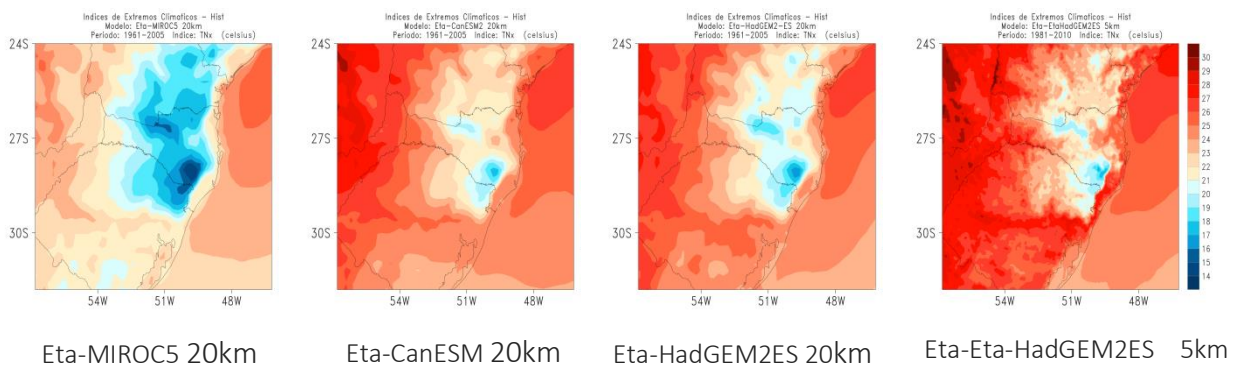 Indices de Extremos Climaticos - Hist
Modelo: Eta-MIROC5 20km
Periodo: 1961-2005 Indice: TNx (celsius)
24S
27S
30S
54W 51W 48W
Eta-MIROC5 20km
Indices de Extremos Climaticos - Hist
Modelo: Eta-CanESM2 20km
Periodo: 1961-2005 Indice: TNx (celsius)
24S
27S
30S
54W 51W 48W
Eta-CanESM 20km
Indices de Extremos Climaticos - Hist
Modelo: Eta-HadGEM2-ES 20km
Periodo: 1961-2005 Indice: TNx (celsius)
24S
27S
30S
54W 51W 48W
Eta-HadGEM2ES 20km
Indices de Extremos Climaticos - Hist
Modelo: Eta-EtaHadGEM2ES 5km
Periodo: 1981-2010 Indice: TNx (celsius)
24S
27S
30S
54W 51W 48W
30
29
28
27
26
25
24
23
22
21
20
19
18
17
16
15
14
Eta-Eta-HadGEM2ES 5km